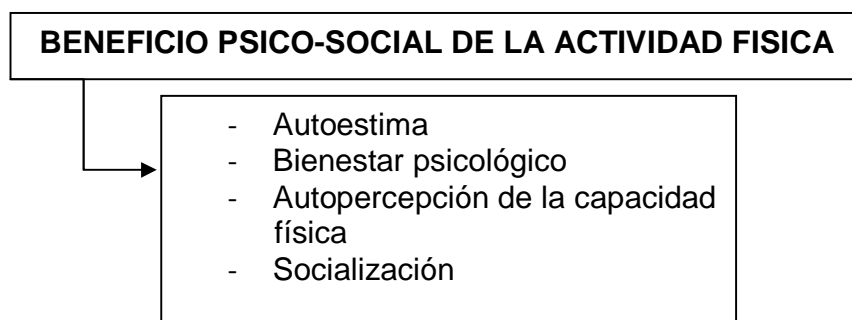 BENEFICIO PSICO-SOCIAL DE LA ACTIVIDAD FISICA
- Autoestima
- Bienestar psicológico
- Autopercepción de la capacidad
física
- Socialización